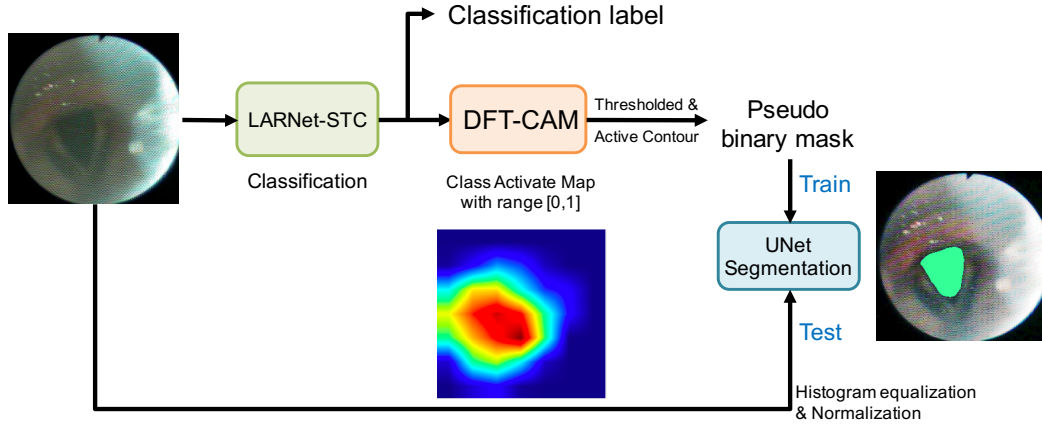 Classification label
LARNet-STC
Classification
DFT-CAM
Class Activate Map
with range [0,1]
Thresholded &
Active Contour
Pseudo
binary mask
Train
UNet
Segmentation
Test
Histogram equalization
& Normalization